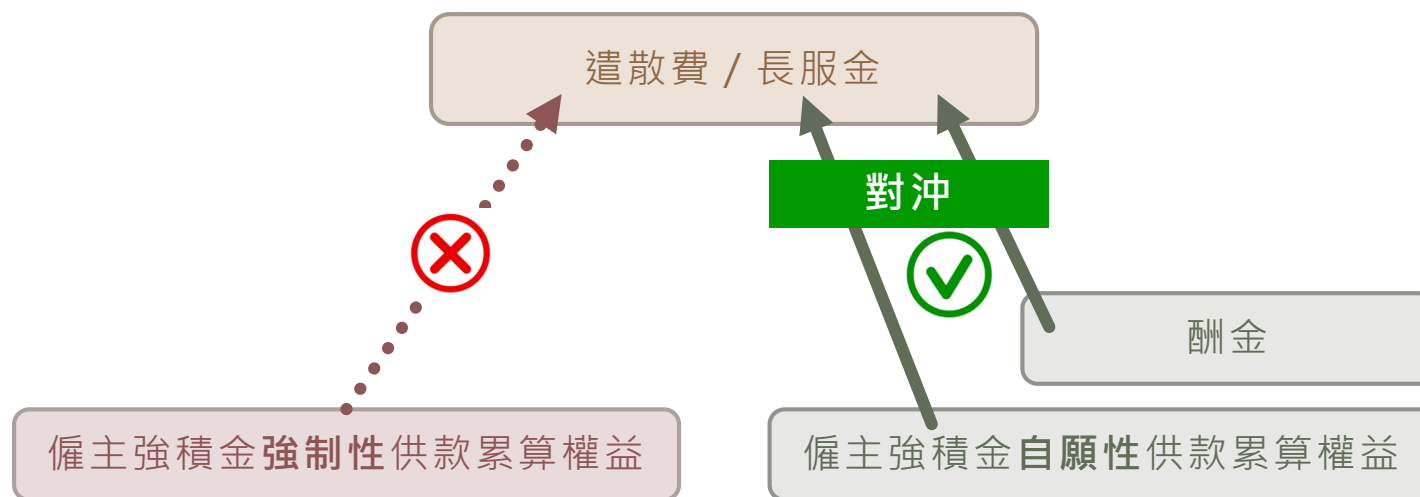 遣散費 / 長服金
對沖
酬金
僱主強積金強制性供款累算權益
僱主強積金自願性供款累算權益